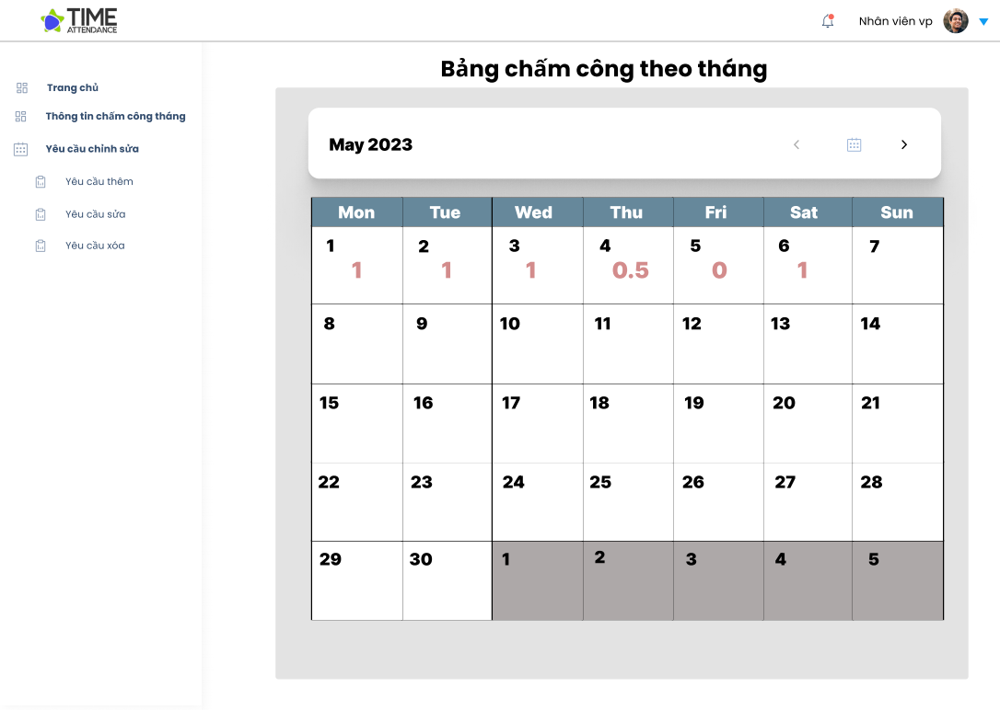 TIME
ATTENDANCE
Nhân viên vp
Trang chủ
Thông tin chấm công tháng
Yêu cầu chỉnh sửa
Yêu cầu thêm
Yêu cầu sửa
Yêu cầu xóa
Bảng chấm công theo tháng
May 2023
Mon Tue Wed Thu Fri Sat Sun
1 2 3 4 5 6 7
1 1 1 0.5 0 1
8 9 10 11 12 13 14
15 16 17 18 19 20 21
22 23 24 25 26 27 28
29 30 1 2 3 4 5